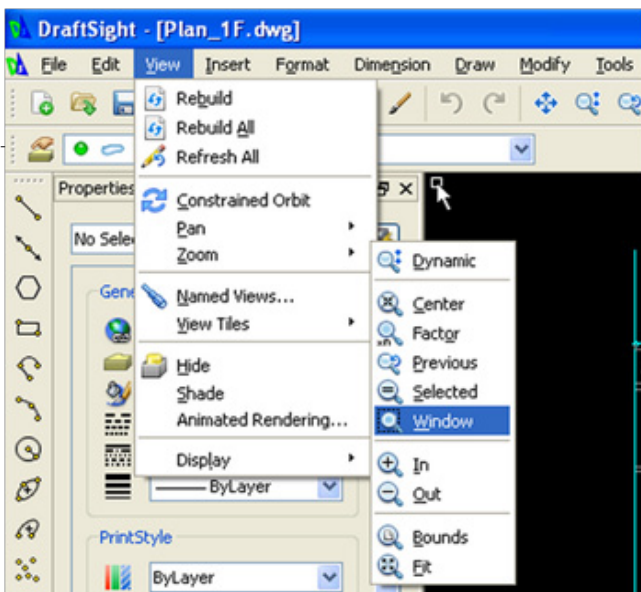 DraftSight - [Plan_1F.dwg]
File Edit View Insert Format Dimension Draw Modify Tools
Rebuild
Rebuild All
Refresh All
Properties
Constrained Orbit
No Sele
Pan
Zoom
Dynamic
Gene
Named Views...
Center
View Tiles
Factor
Previous
Hide
Selected
Shade
Window
Animated Rendering...
In
Display
Out
ByLayer
Bounds
PrintStyle
Fit
ByLayer